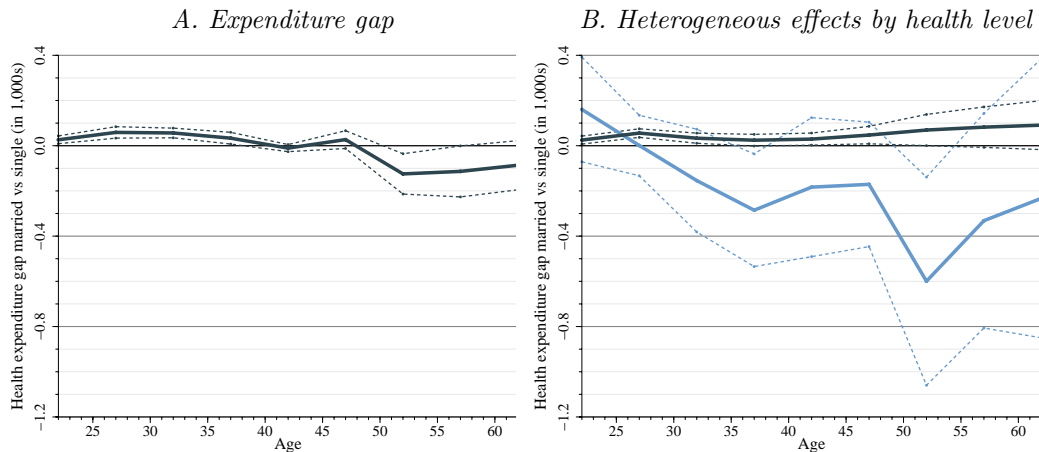 A. Expenditure gap
Health expenditure gap married vs single (in 1,000s)
0.4
0.0
−0.4
−0.8
−1.2
25 30 35 40 45 50 55 60
Age
B. Heterogeneous effects by health level
Health expenditure gap married vs single (in 1,000s)
0.4
0.0
−0.4
−0.8
−1.2
25 30 35 40 45 50 55 60
Age